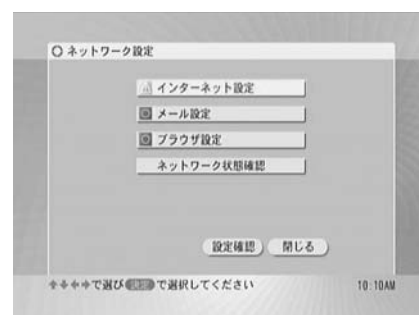 ネットワーク設定
インターネット設定
メール設定
ブラウザ設定
ネットワーク状態確認
設定確認 閉じる
で選び 決定 で選択してください 10:10AM